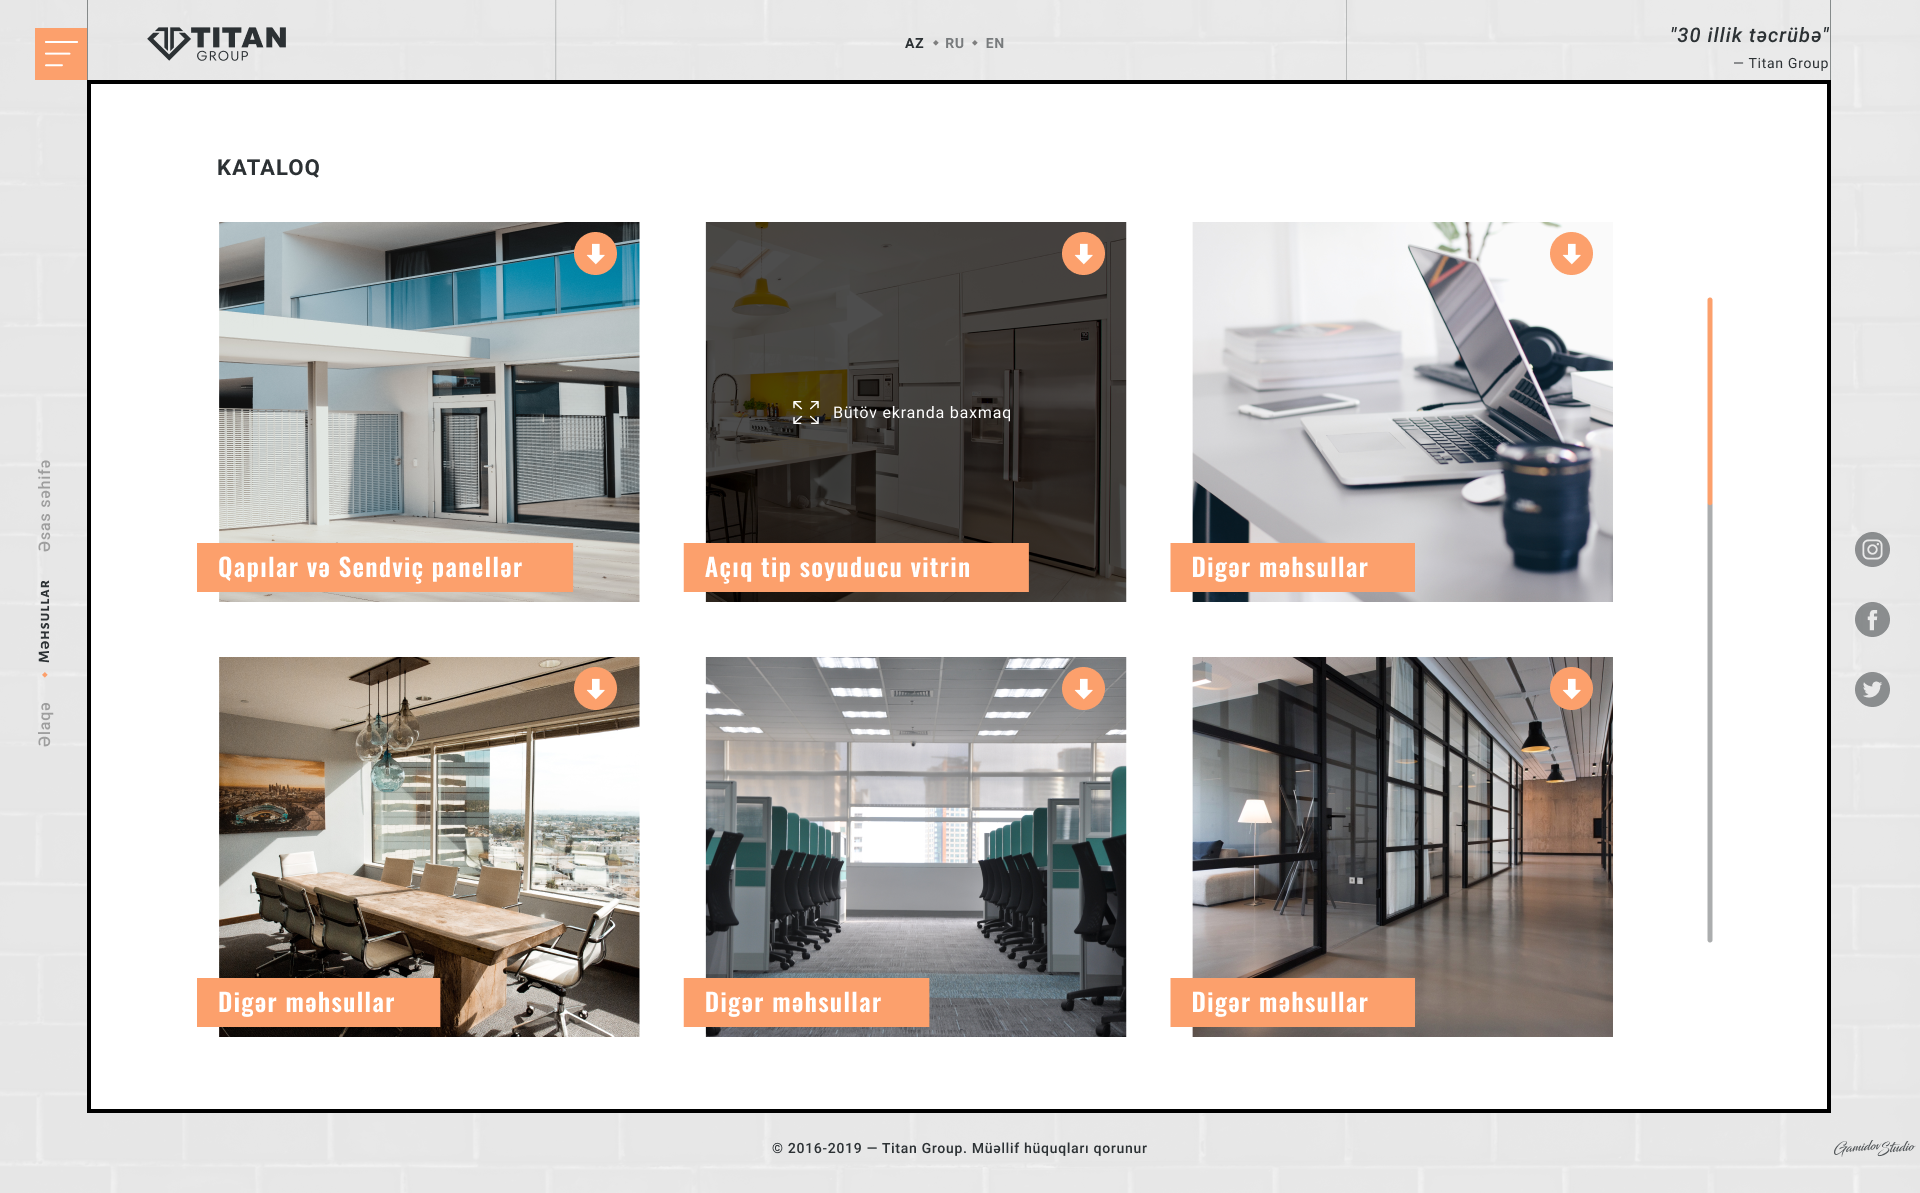 TITAN
GROUP
AZ • RU • EN
"30 illik təcrübə"
— Titan Group
KATALOQ
Qapılar və Sendviç panellər
Bütöv ekranda baxmaq
Açıq tip soyuducu vitrin
Digər məhsullar
Digər məhsullar
Digər məhsullar
Digər məhsullar
Əsas səhifə
MəHSULLAR
Əlaqə
© 2016-2019 — Titan Group. Müəllif hüquqları qorunur
Gamidov Studio